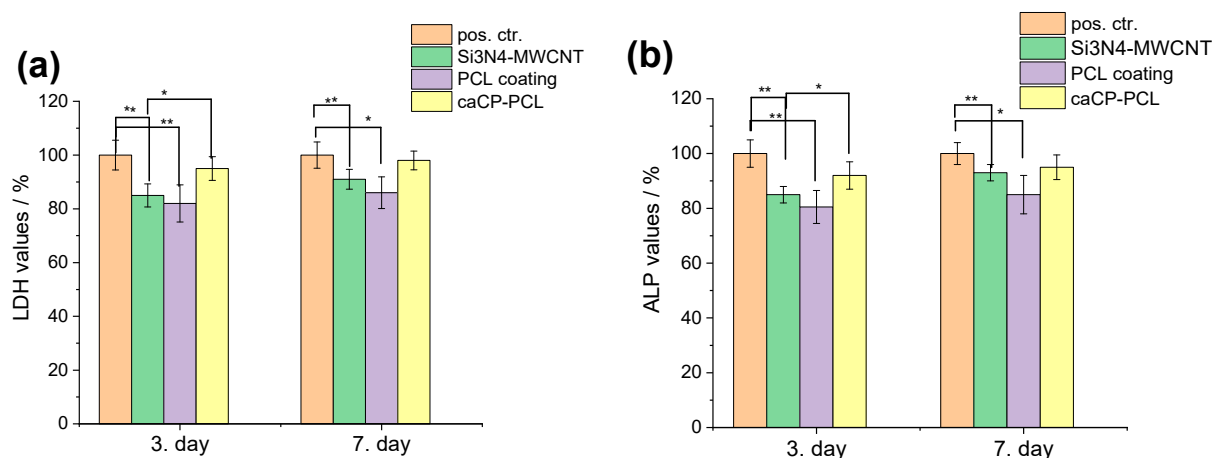 (a)
pos. ctr.
Si3N4-MWCNT
PCL coating
caCP-PCL
LDH values / %
120
100
80
60
40
20
0
**
*
**
**
*
3. day
7. day
(b)
pos. ctr.
Si3N4-MWCNT
PCL coating
caCP-PCL
ALP values / %
120
100
80
60
40
20
0
**
*
**
**
*
3. day
7. day